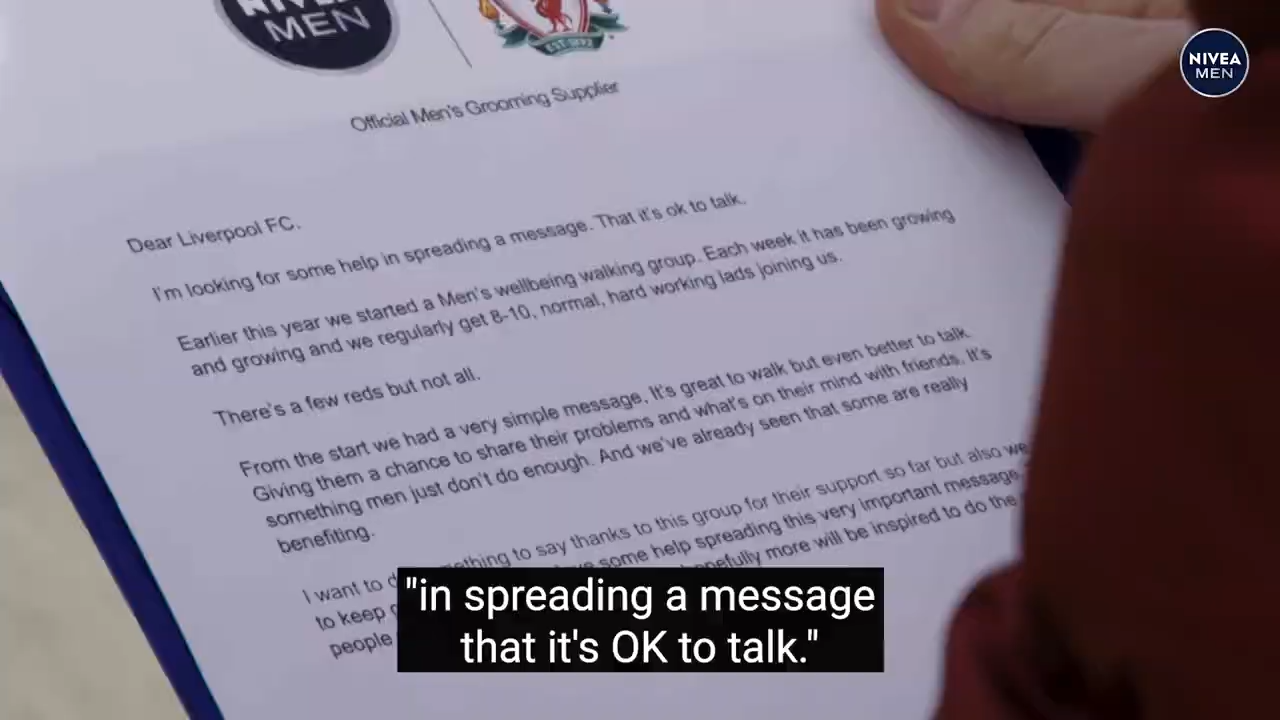 NIVEA
MEN
EST·1892
Official Men's Grooming Supplier
NIVEA
MEN
Dear Liverpool FC,
I'm looking for some help in spreading a message. That it's ok to talk.
Earlier this year we started a Men's wellbeing walking group. Each week it has been growing
and growing and we regularly get 8-10, normal, hard working lads joining us.
There's a few reds but not all.
From the start we had a very simple message. It's great to walk but even better to talk.
Giving them a chance to share their problems and what's on their mind with friends. It's
something men just don't do enough. And we've already seen that some are really
benefiting.
I want to do something to say thanks to this group for their support so far but also we
to keep some help spreading this very important message.
people hopefully more will be inspired to do the
"in spreading a message
that it's OK to talk."